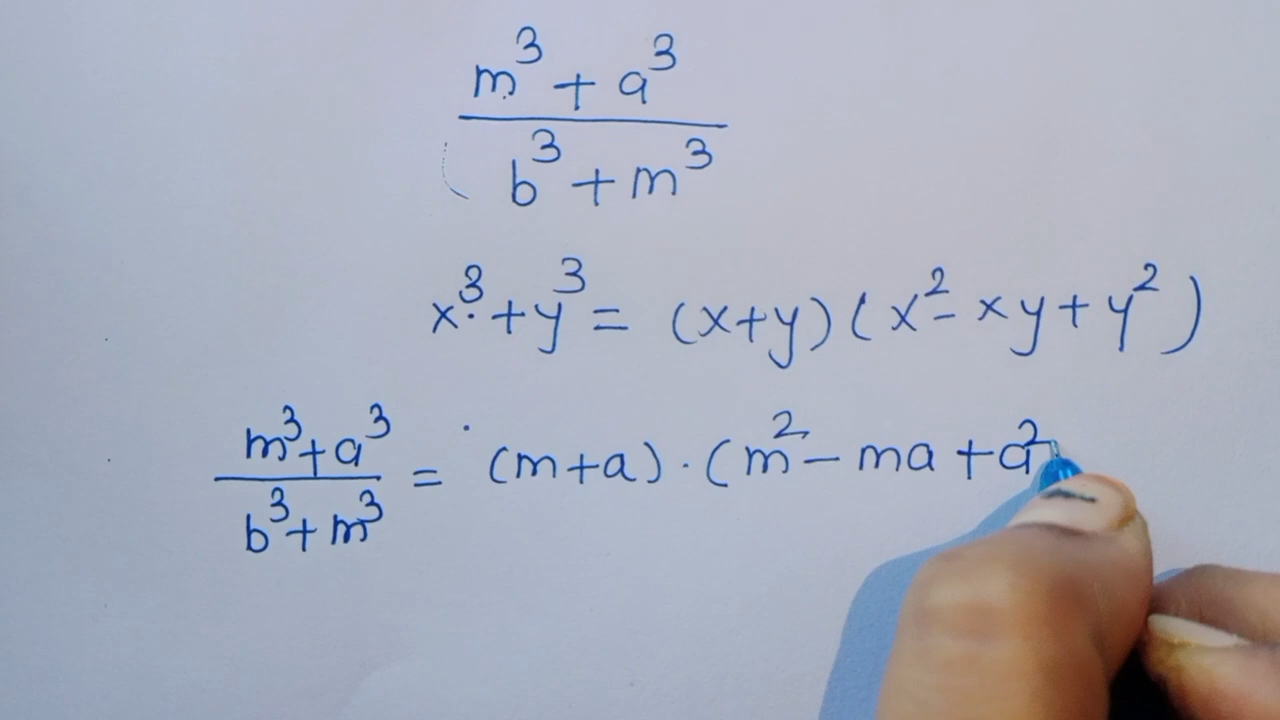 m³ + a³
b³ + m³
x³ + y³ = (x+y)(x² - xy + y²)
m³ + a³ = (m+a) · (m² - ma + a²
b³ + m³